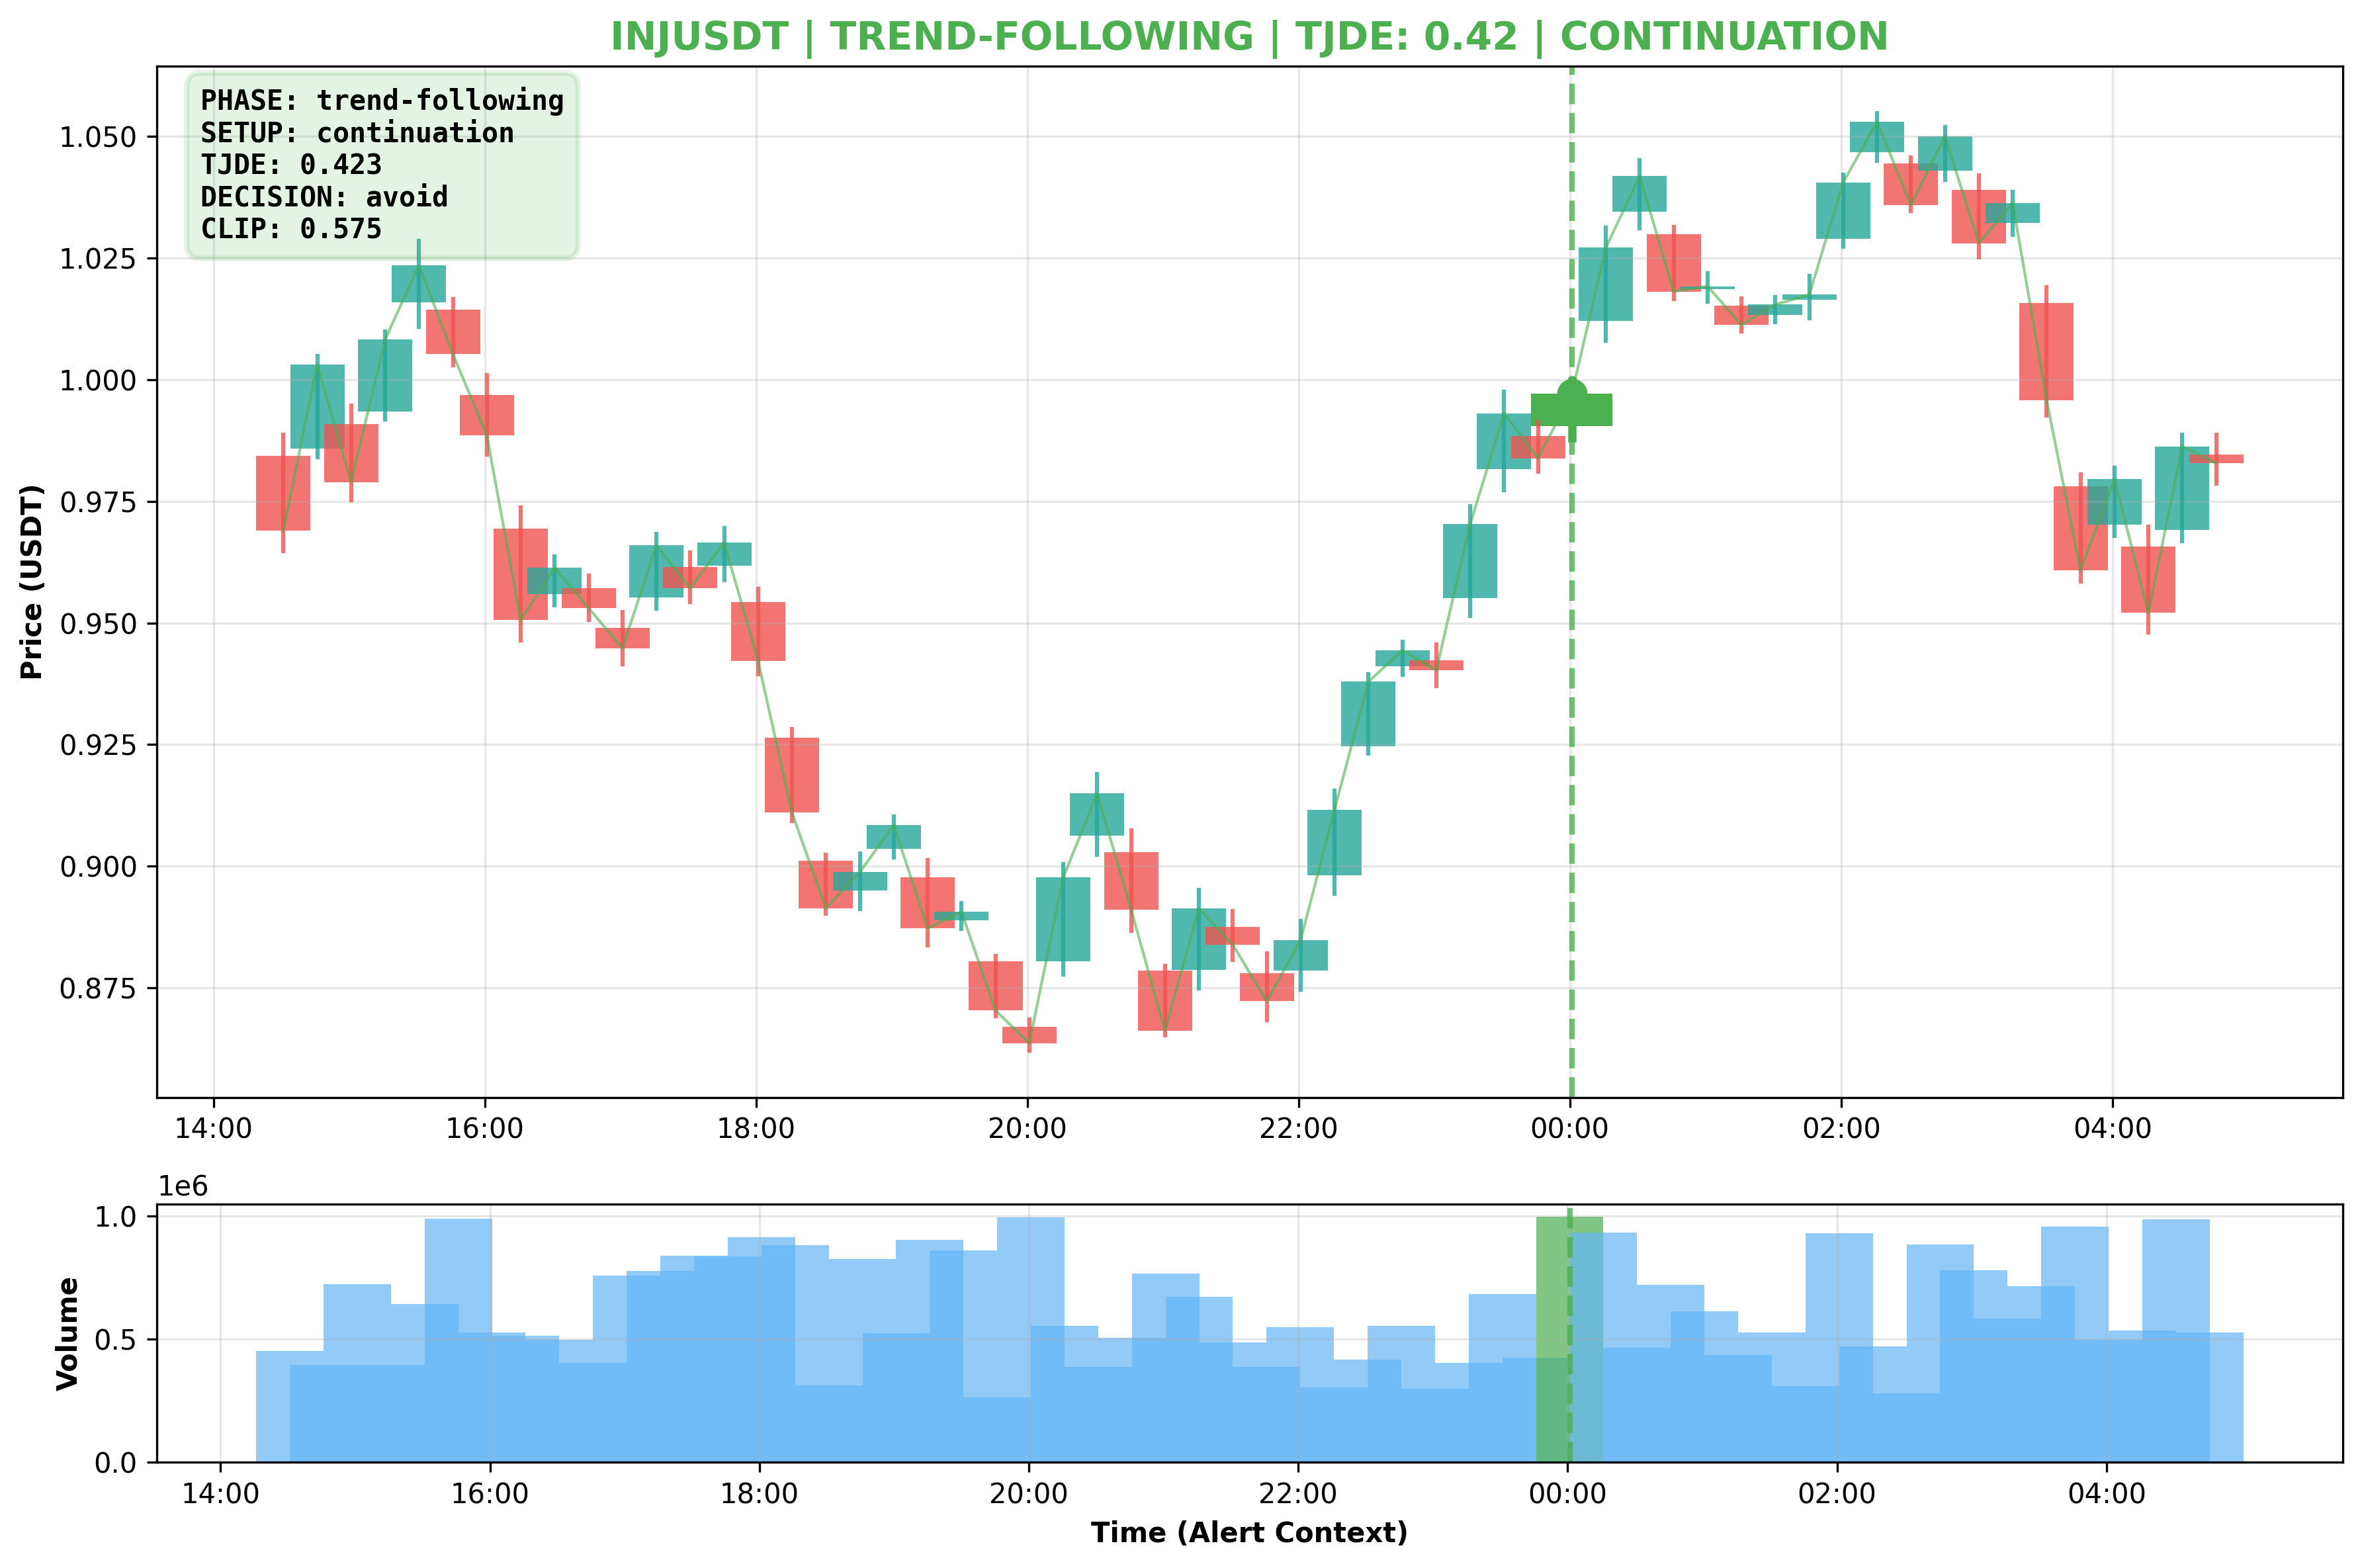 INJUSDT | TREND-FOLLOWING | TJDE: 0.42 | CONTINUATION
PHASE: trend-following
SETUP: continuation
TJDE: 0.423
DECISION: avoid
CLIP: 0.575
Price (USDT)
1.050
1.025
1.000
0.975
0.950
0.925
0.900
0.875
14:00 16:00 18:00 20:00 22:00 00:00 02:00 04:00
1e6
Volume
1.0
0.5
0.0
14:00 16:00 18:00 20:00 22:00 00:00 02:00 04:00
Time (Alert Context)